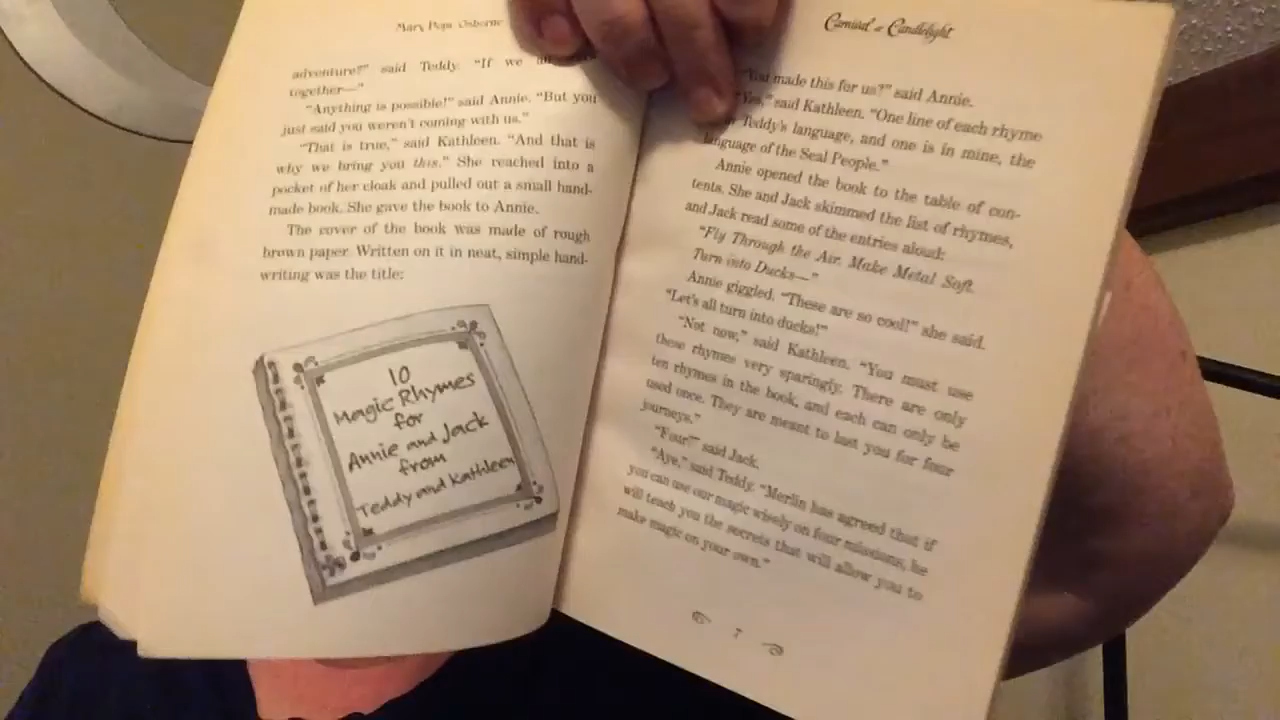 Mary Pope Osborne
adventure?" said Teddy. "If we all
together—"
"Anything is possible!" said Annie. "But you
just said you weren't coming with us."
"That is true," said Kathleen. "And that is
why we bring you this." She reached into a
pocket of her cloak and pulled out a small hand-
made book. She gave the book to Annie.
The cover of the book was made of rough
brown paper. Written on it in neat, simple hand-
writing was the title:
10
Magic Rhymes
for
Annie and Jack
from
Teddy and Kathleen
Carnival at Candlelight
"You made this for us?" said Annie.
"Yes," said Kathleen. "One line of each rhyme
Teddy's language, and one is in mine, the
language of the Seal People."
Annie opened the book to the table of con-
tents. She and Jack skimmed the list of rhymes,
and Jack read some of the entries aloud:
"Fly Through the Air. Make Metal Soft.
Turn into Ducks—"
Annie giggled. "These are so cool!" she said.
"Let's all turn into ducks!"
"Not now," said Kathleen. "You must use
these rhymes very sparingly. There are only
ten rhymes in the book, and each can only be
used once. They are meant to last you for four
journeys."
"Four?" said Jack.
"Aye," said Teddy. "Merlin has agreed that if
you can use our magic wisely on four missions, he
will teach you the secrets that will allow you to
make magic on your own."
7